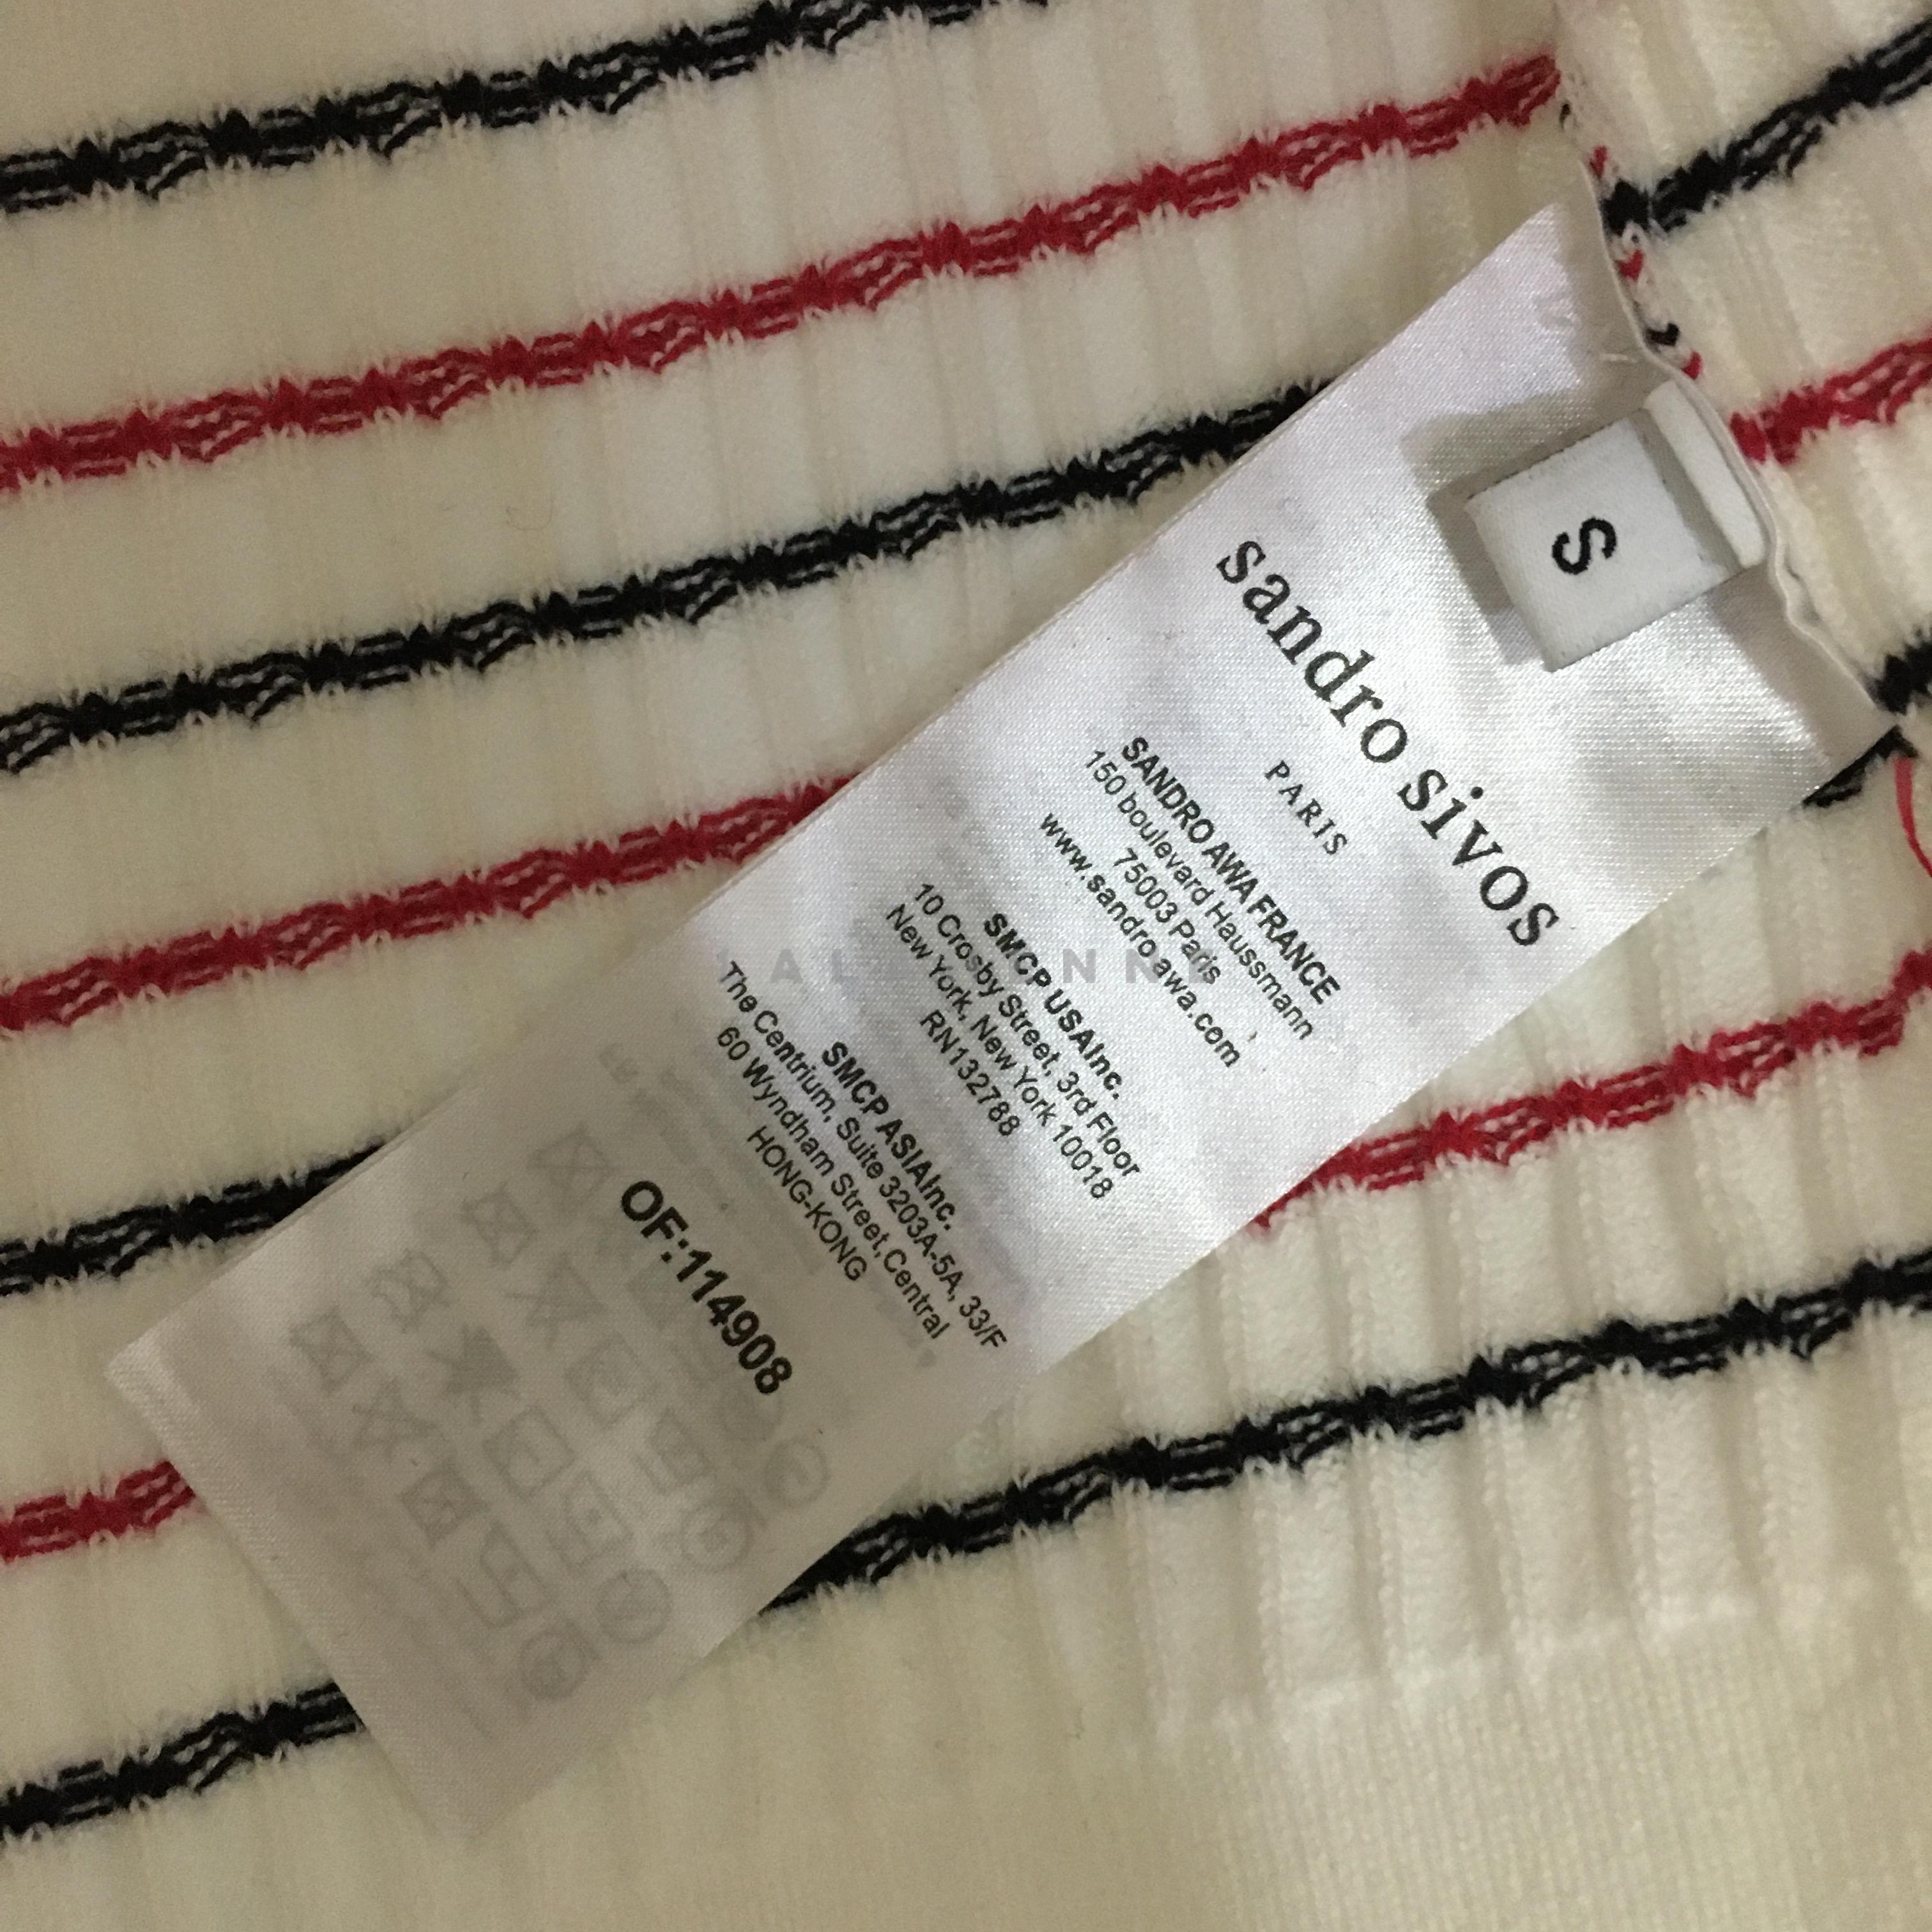 S
sandro sivos
PARIS
SANDRO AWA FRANCE
150 boulevard Haussmann
75003 Paris
www.sandro awa.com
SMCP USAInc.
10 Crosby Street, 3rd Floor
New York, New York 10018
RN132788
SMCP ASIAInc.
The Centrium, Suite 3203A-5A, 33/F
60 Wyndham Street, Central
HONG-KONG
OF:114908